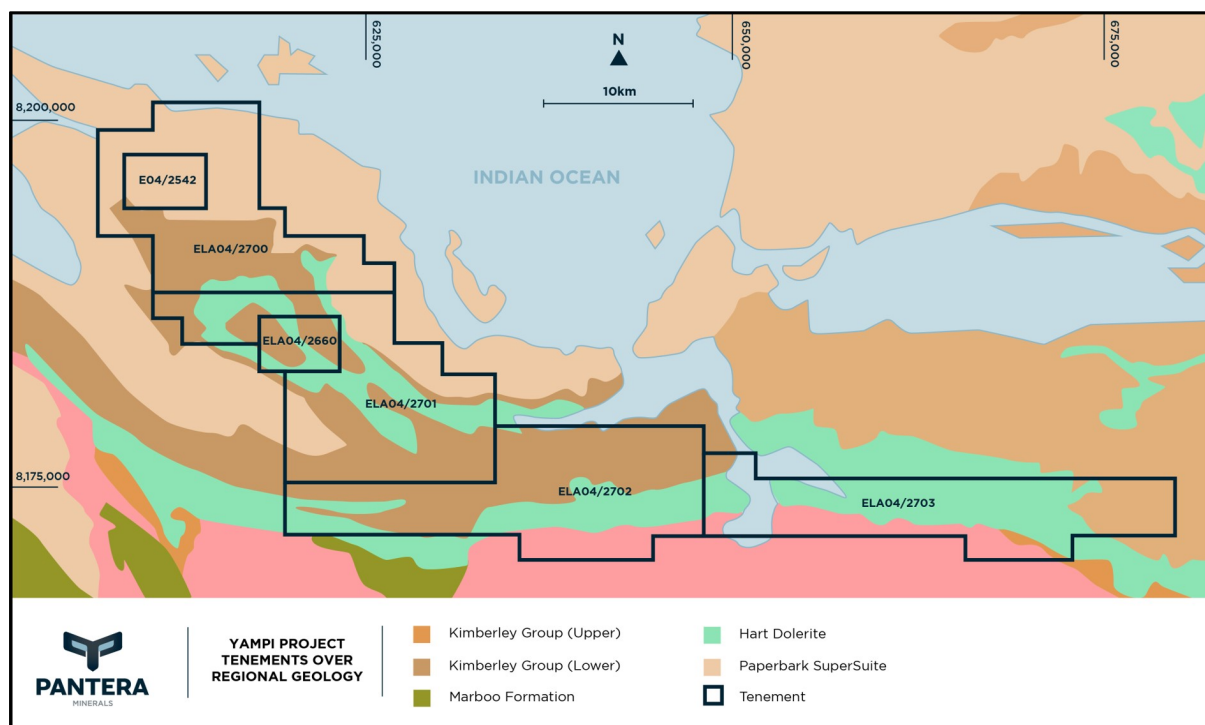 625,000
650,000
675,000
N
10km
8,200,000
INDIAN OCEAN
E04/2542
ELA04/2700
ELA04/2660
ELA04/2701
8,175,000
ELA04/2702
ELA04/2703
PANTERA
MINERALS
YAMPI PROJECT
TENEMENTS OVER
REGIONAL GEOLOGY
Kimberley Group (Upper)
Kimberley Group (Lower)
Marboo Formation
Hart Dolerite
Paperbark SuperSuite
Tenement